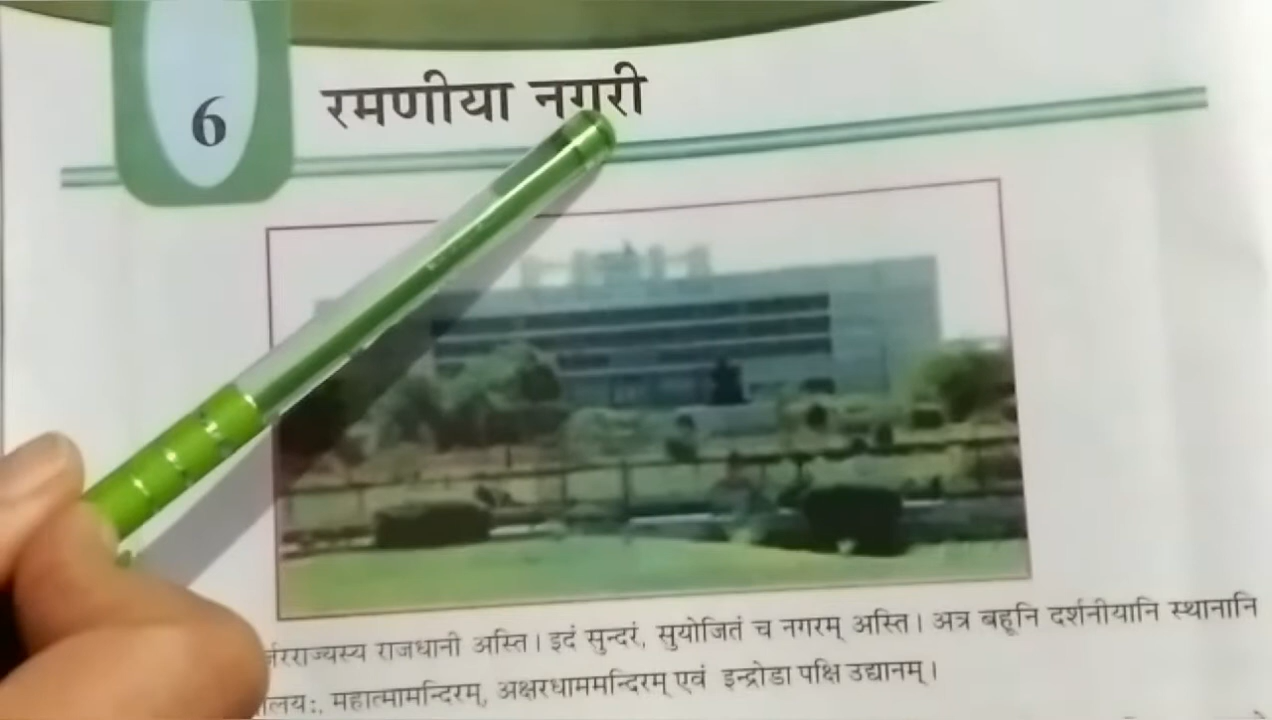 6
रमणीया नगरी
राजधानी अस्ति। इदं सुन्दरं, सुयोजितं च नगरम् अस्ति। अत्र बहूनि दर्शनीयानि स्थानानि
महात्मामन्दिरम्, अक्षरधाममन्दिरम् एवं इन्द्रोडा पक्षि उद्यानम्।